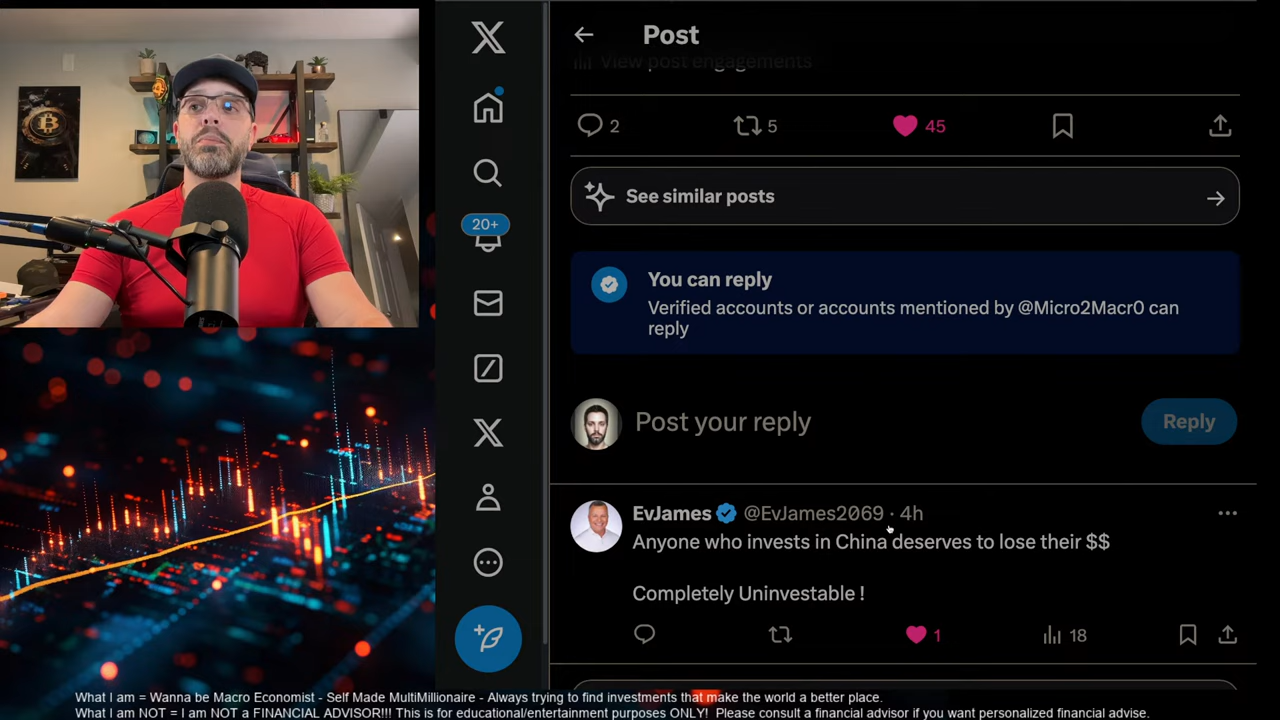 Post
View post engagements
2
5
45
See similar posts
20+
You can reply
Verified accounts or accounts mentioned by @Micro2Macr0 can
reply
Post your reply
Reply
EvJames @EvJames2069 · 4h
Anyone who invests in China deserves to lose their $$
Completely Uninvestable !
1
18
What I am = Wanna be Macro Economist - Self Made MultiMillionaire - Always trying to find investments that make the world a better place.
What I am NOT = I am NOT a FINANCIAL ADVISOR!!! This is for educational/entertainment purposes ONLY! Please consult a financial advisor if you want personalized financial advise.